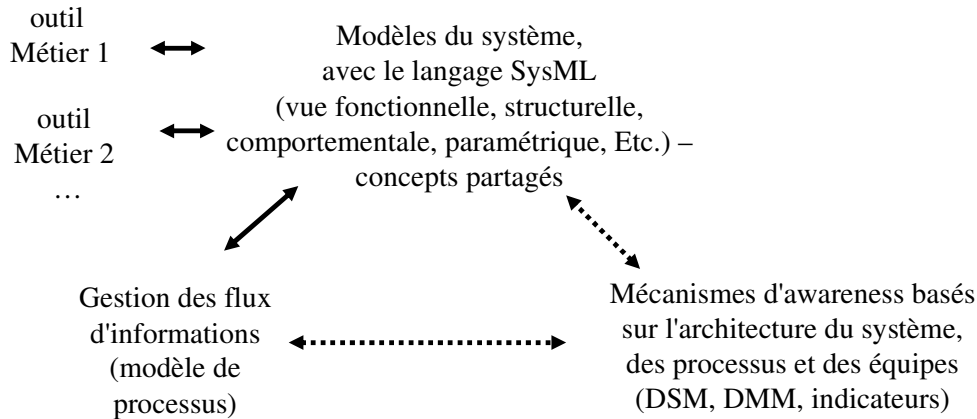 outil
Métier 1
outil
Métier 2
…
Modèles du système,
avec le langage SysML
(vue fonctionnelle, structurelle,
comportementale, paramétrique, Etc.) –
concepts partagés
Gestion des flux
d'informations
(modèle de
processus)
Mécanismes d'awareness basés
sur l'architecture du système,
des processus et des équipes
(DSM, DMM, indicateurs)